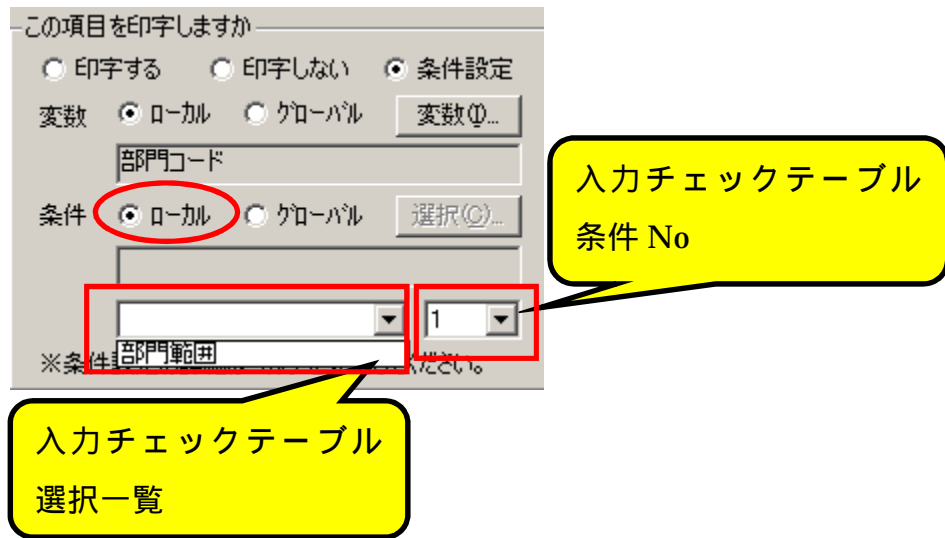 この項目を印字しますか
印字する 印字しない 条件設定
変数 ﾛｰｶﾙ ｸﾞﾛｰﾊﾞﾙ 変数(I)...
部門コード
条件 ﾛｰｶﾙ ｸﾞﾛｰﾊﾞﾙ 選択(C)...
1
部門範囲
※条件 ください。
入力チェックテーブル
条件 No
入力チェックテーブル
選択一覧